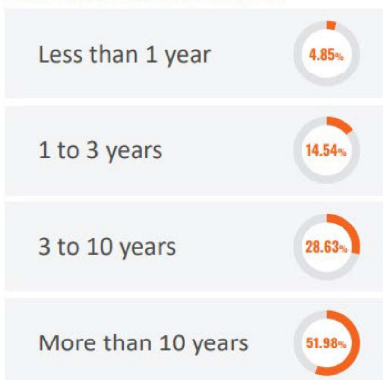 Less than 1 year
4.85%
1 to 3 years
14.54%
3 to 10 years
28.63%
More than 10 years
51.98%